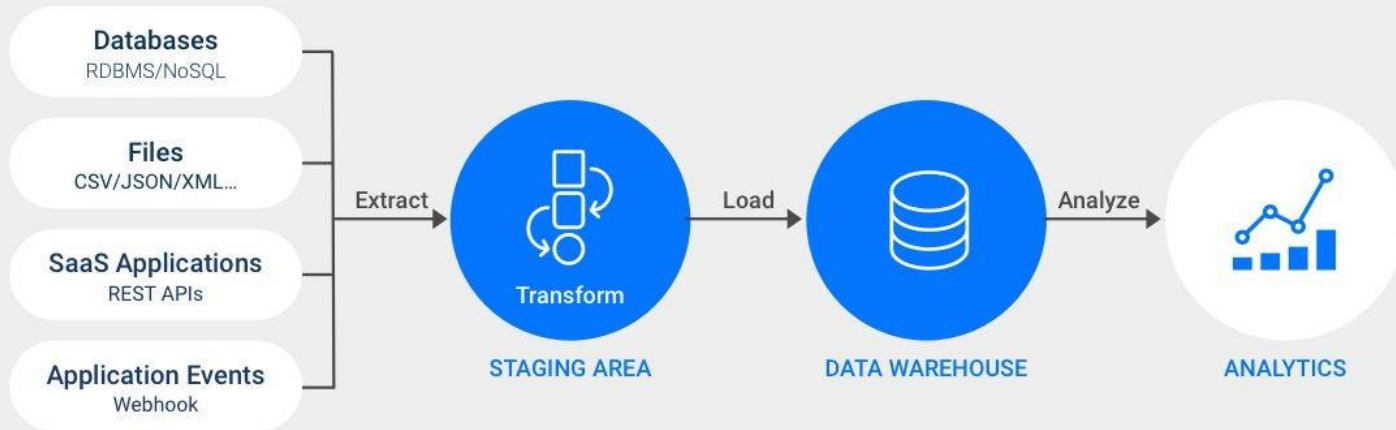 Databases
RDBMS/NoSQL
Files
CSV/JSON/XML...
SaaS Applications
REST APIs
Application Events
Webhook
Extract
Transform
STAGING AREA
Load
DATA WAREHOUSE
Analyze
ANALYTICS